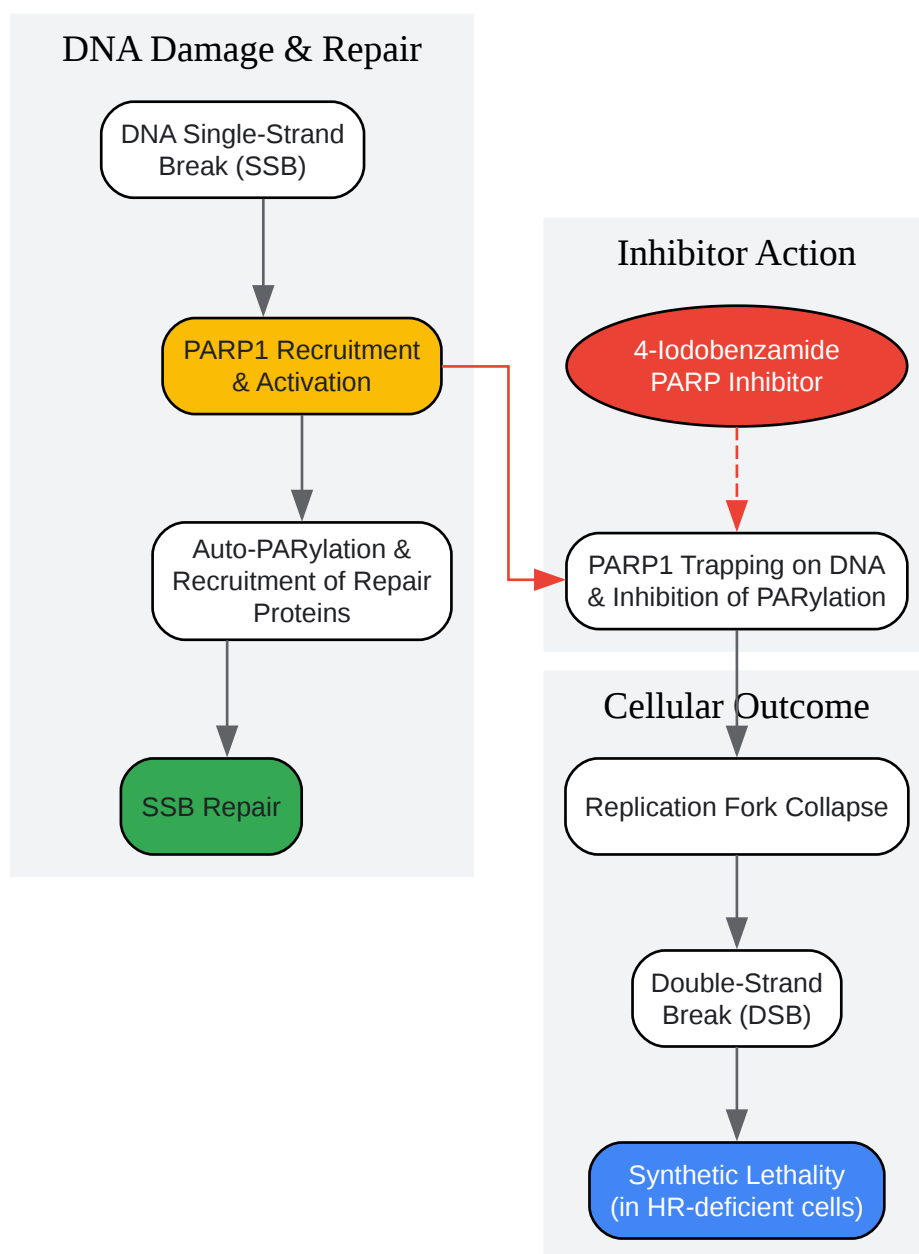 DNA Damage & Repair
DNA Single-Strand
Break (SSB)
PARP1 Recruitment
& Activation
Auto-PARylation &
Recruitment of Repair
Proteins
SSB Repair
Inhibitor Action
4-Iodobenzamide
PARP Inhibitor
PARP1 Trapping on DNA
& Inhibition of PARylation
Cellular Outcome
Replication Fork Collapse
Double-Strand
Break (DSB)
Synthetic Lethality
(in HR-deficient cells)